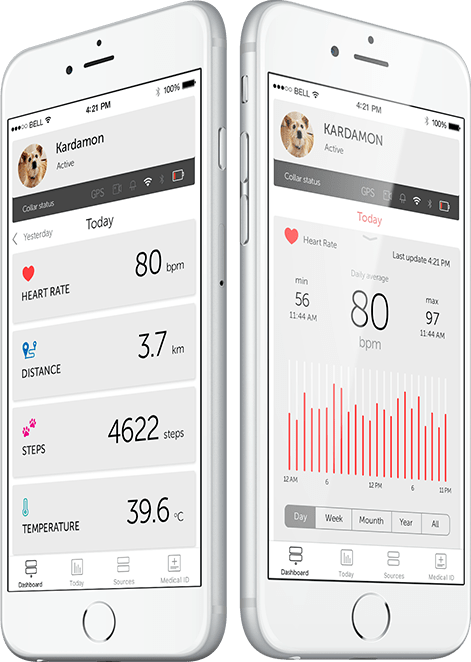 BELL 4:21 PM 100%
Kardamon
Active
Collar status GPS
Yesterday Today
80 bpm
HEART RATE
3.7 km
DISTANCE
4622 steps
STEPS
39.6 °C
TEMPERATURE
Dashboard Today Sources Medical ID
BELL 4:21 PM 100%
KARDAMON
Active
Collar status GPS
Today
Heart Rate Last update 4:21 PM
Daily average
min 80 max
56 97
11:44 AM 11:44 AM
bpm
12 AM 6 12 PM 6 11 PM
Day Week Mounth Year All
Dashboard Today Sources Medical ID